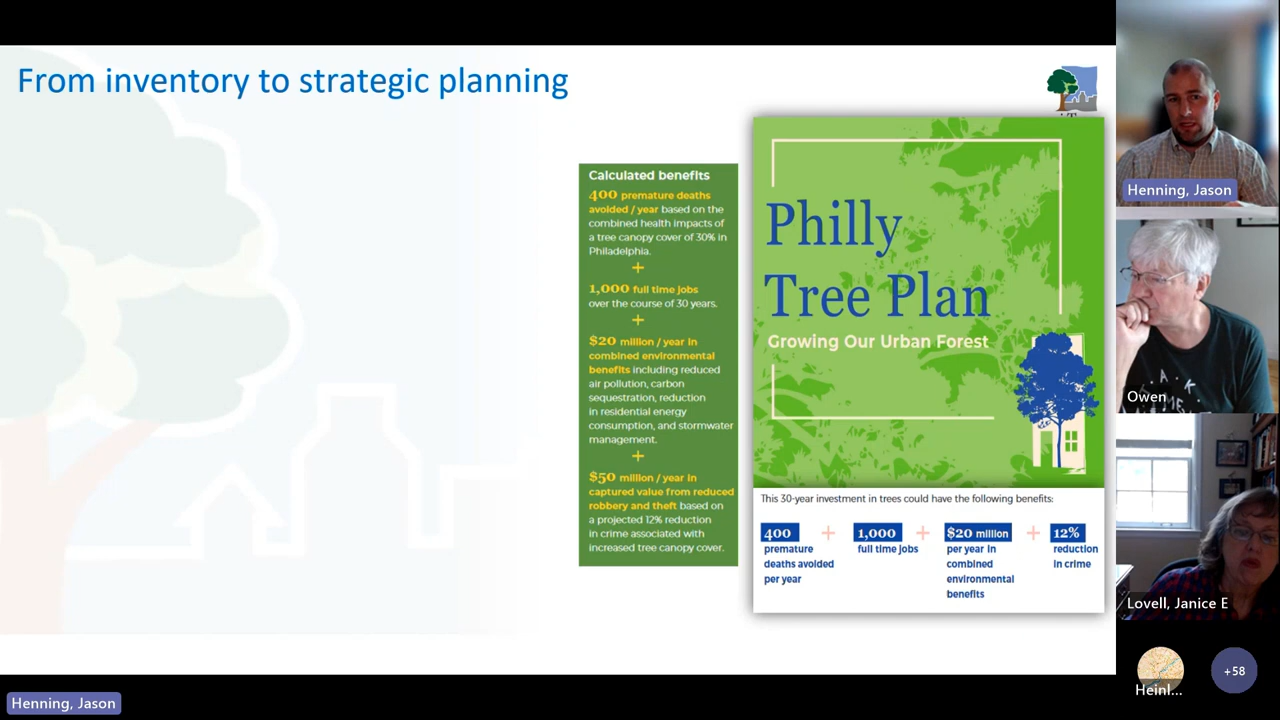 From inventory to strategic planning
Calculated benefits
400 premature deaths
avoided / year based on the
combined health impacts of
a tree canopy cover of 30% in
Philadelphia.
+
1,000 full time jobs
over the course of 30 years.
+
$20 million / year in
combined environmental
benefits including reduced
air pollution, carbon
sequestration, reduction
in residential energy
consumption, and stormwater
management.
+
$50 million / year in
captured value from reduced
robbery and theft based on
a projected 12% reduction
in crime associated with
increased tree canopy cover.
Philly
Tree Plan
Growing Our Urban Forest
This 30-year investment in trees could have the following benefits:
400 + 1,000 + $20 million + 12%
premature full time jobs per year in reduction
deaths avoided combined in crime
per year environmental
benefits
Henning, Jason
Owen
Lovell, Janice E
Heinl...
+58
Henning, Jason